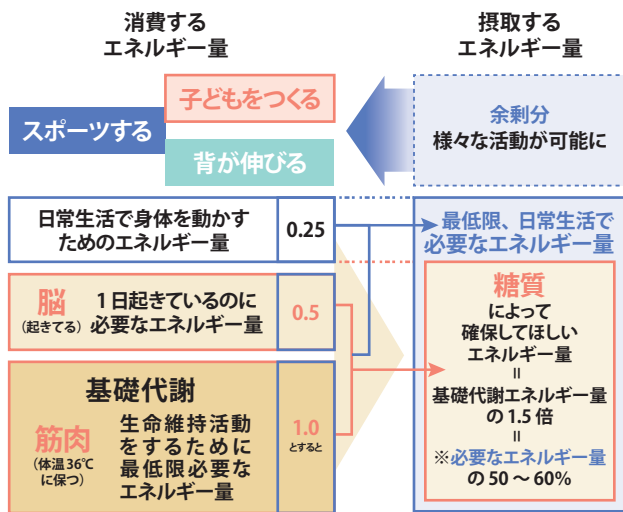 消費する
エネルギー量
摂取する
エネルギー量
子どもをつくる
スポーツする
背が伸びる
余剰分
様々な活動が可能に
日常生活で身体を動かす
ためのエネルギー量
0.25
最低限、日常生活で
必要なエネルギー量
脳
(起きてる)
1日起きているのに
必要なエネルギー量
0.5
基礎代謝
筋肉
(体温36℃
に保つ)
生命維持活動
をするために
最低限必要な
エネルギー量
1.0
とすると
糖質
によって
確保してほしい
エネルギー量
=
基礎代謝エネルギー量
の1.5倍
=
※必要なエネルギー量
の50~60%